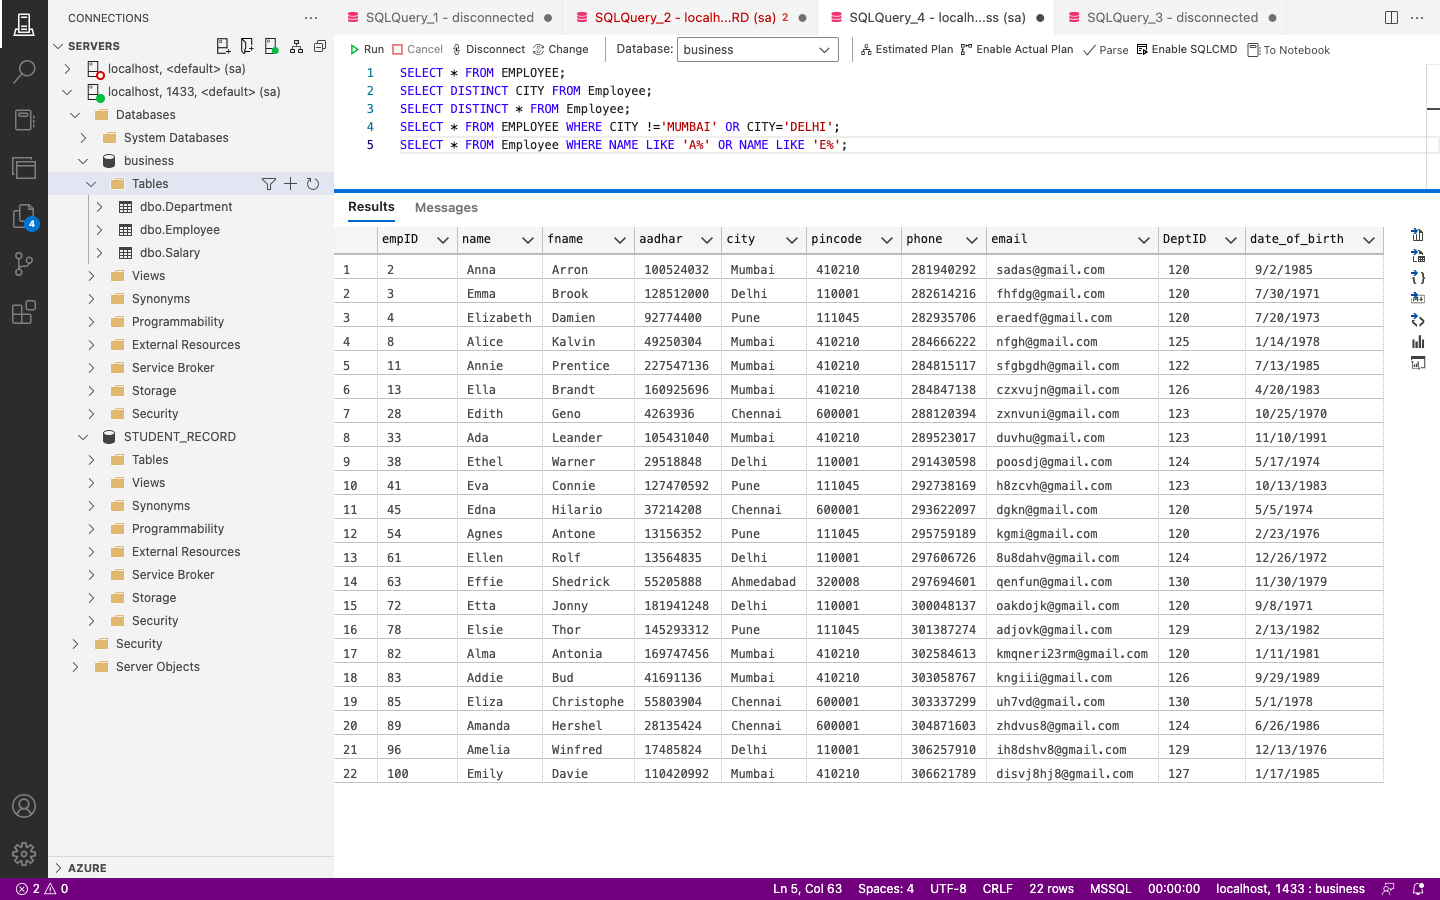 CONNECTIONS
SQLQuery_1 - disconnected
SQLQuery_2 - localh...RD (sa) 2
SQLQuery_4 - localh...ss (sa)
SQLQuery_3 - disconnected
SERVERS
Run Cancel Disconnect Change Database: business Estimated Plan Enable Actual Plan Parse Enable SQLCMD To Notebook
localhost, <default> (sa)
localhost, 1433, <default> (sa)
Databases
System Databases
business
Tables
dbo.Department
dbo.Employee
dbo.Salary
Views
Synonyms
Programmability
External Resources
Service Broker
Storage
Security
STUDENT_RECORD
Tables
Views
Synonyms
Programmability
External Resources
Service Broker
Storage
Security
Security
Server Objects
AZURE
4
1 SELECT * FROM EMPLOYEE;
2 SELECT DISTINCT CITY FROM Employee;
3 SELECT DISTINCT * FROM Employee;
4 SELECT * FROM EMPLOYEE WHERE CITY !='MUMBAI' OR CITY='DELHI';
5 SELECT * FROM Employee WHERE NAME LIKE 'A%' OR NAME LIKE 'E%';
Results Messages
empID name fname aadhar city pincode phone email DeptID date_of_birth
1 2 Anna Arron 100524032 Mumbai 410210 281940292 sadas@gmail.com 120 9/2/1985
2 3 Emma Brook 128512000 Delhi 110001 282614216 fhfdg@gmail.com 120 7/30/1971
3 4 Elizabeth Damien 92774400 Pune 111045 282935706 eraedf@gmail.com 120 7/20/1973
4 8 Alice Kalvin 49250304 Mumbai 410210 284666222 nfgh@gmail.com 125 1/14/1978
5 11 Annie Prentice 227547136 Mumbai 410210 284815117 sfgbgdh@gmail.com 122 7/13/1985
6 13 Ella Brandt 160925696 Mumbai 410210 284847138 czxvujn@gmail.com 126 4/20/1983
7 28 Edith Geno 4263936 Chennai 600001 288120394 zxnvuni@gmail.com 123 10/25/1970
8 33 Ada Leander 105431040 Mumbai 410210 289523017 duvhu@gmail.com 123 11/10/1991
9 38 Ethel Warner 29518848 Delhi 110001 291430598 poosdj@gmail.com 124 5/17/1974
10 41 Eva Connie 127470592 Pune 111045 292738169 h8zcvh@gmail.com 123 10/13/1983
11 45 Edna Hilario 37214208 Chennai 600001 293622097 dgkn@gmail.com 120 5/5/1974
12 54 Agnes Antone 13156352 Pune 111045 295759189 kgmi@gmail.com 120 2/23/1976
13 61 Ellen Rolf 13564835 Delhi 110001 297606726 8u8dahv@gmail.com 124 12/26/1972
14 63 Effie Shedrick 55205888 Ahmedabad 320008 297694601 qenfun@gmail.com 130 11/30/1979
15 72 Etta Jonny 181941248 Delhi 110001 300048137 oakdojk@gmail.com 120 9/8/1971
16 78 Elsie Thor 145293312 Pune 111045 301387274 adjovk@gmail.com 129 2/13/1982
17 82 Alma Antonia 169747456 Mumbai 410210 302584613 kmqneri23rm@gmail.com 120 1/11/1981
18 83 Addie Bud 41691136 Mumbai 410210 303058767 kngiii@gmail.com 126 9/29/1989
19 85 Eliza Christophe 55803904 Chennai 600001 303337299 uh7vd@gmail.com 130 5/1/1978
20 89 Amanda Hershel 28135424 Chennai 600001 304871603 zhdvus8@gmail.com 124 6/26/1986
21 96 Amelia Winfred 17485824 Delhi 110001 306257910 ih8dshv8@gmail.com 129 12/13/1976
22 100 Emily Davie 110420992 Mumbai 410210 306621789 disvj8hj8@gmail.com 127 1/17/1985
2 0 Ln 5, Col 63 Spaces: 4 UTF-8 CRLF 22 rows MSSQL 00:00:00 localhost, 1433 : business